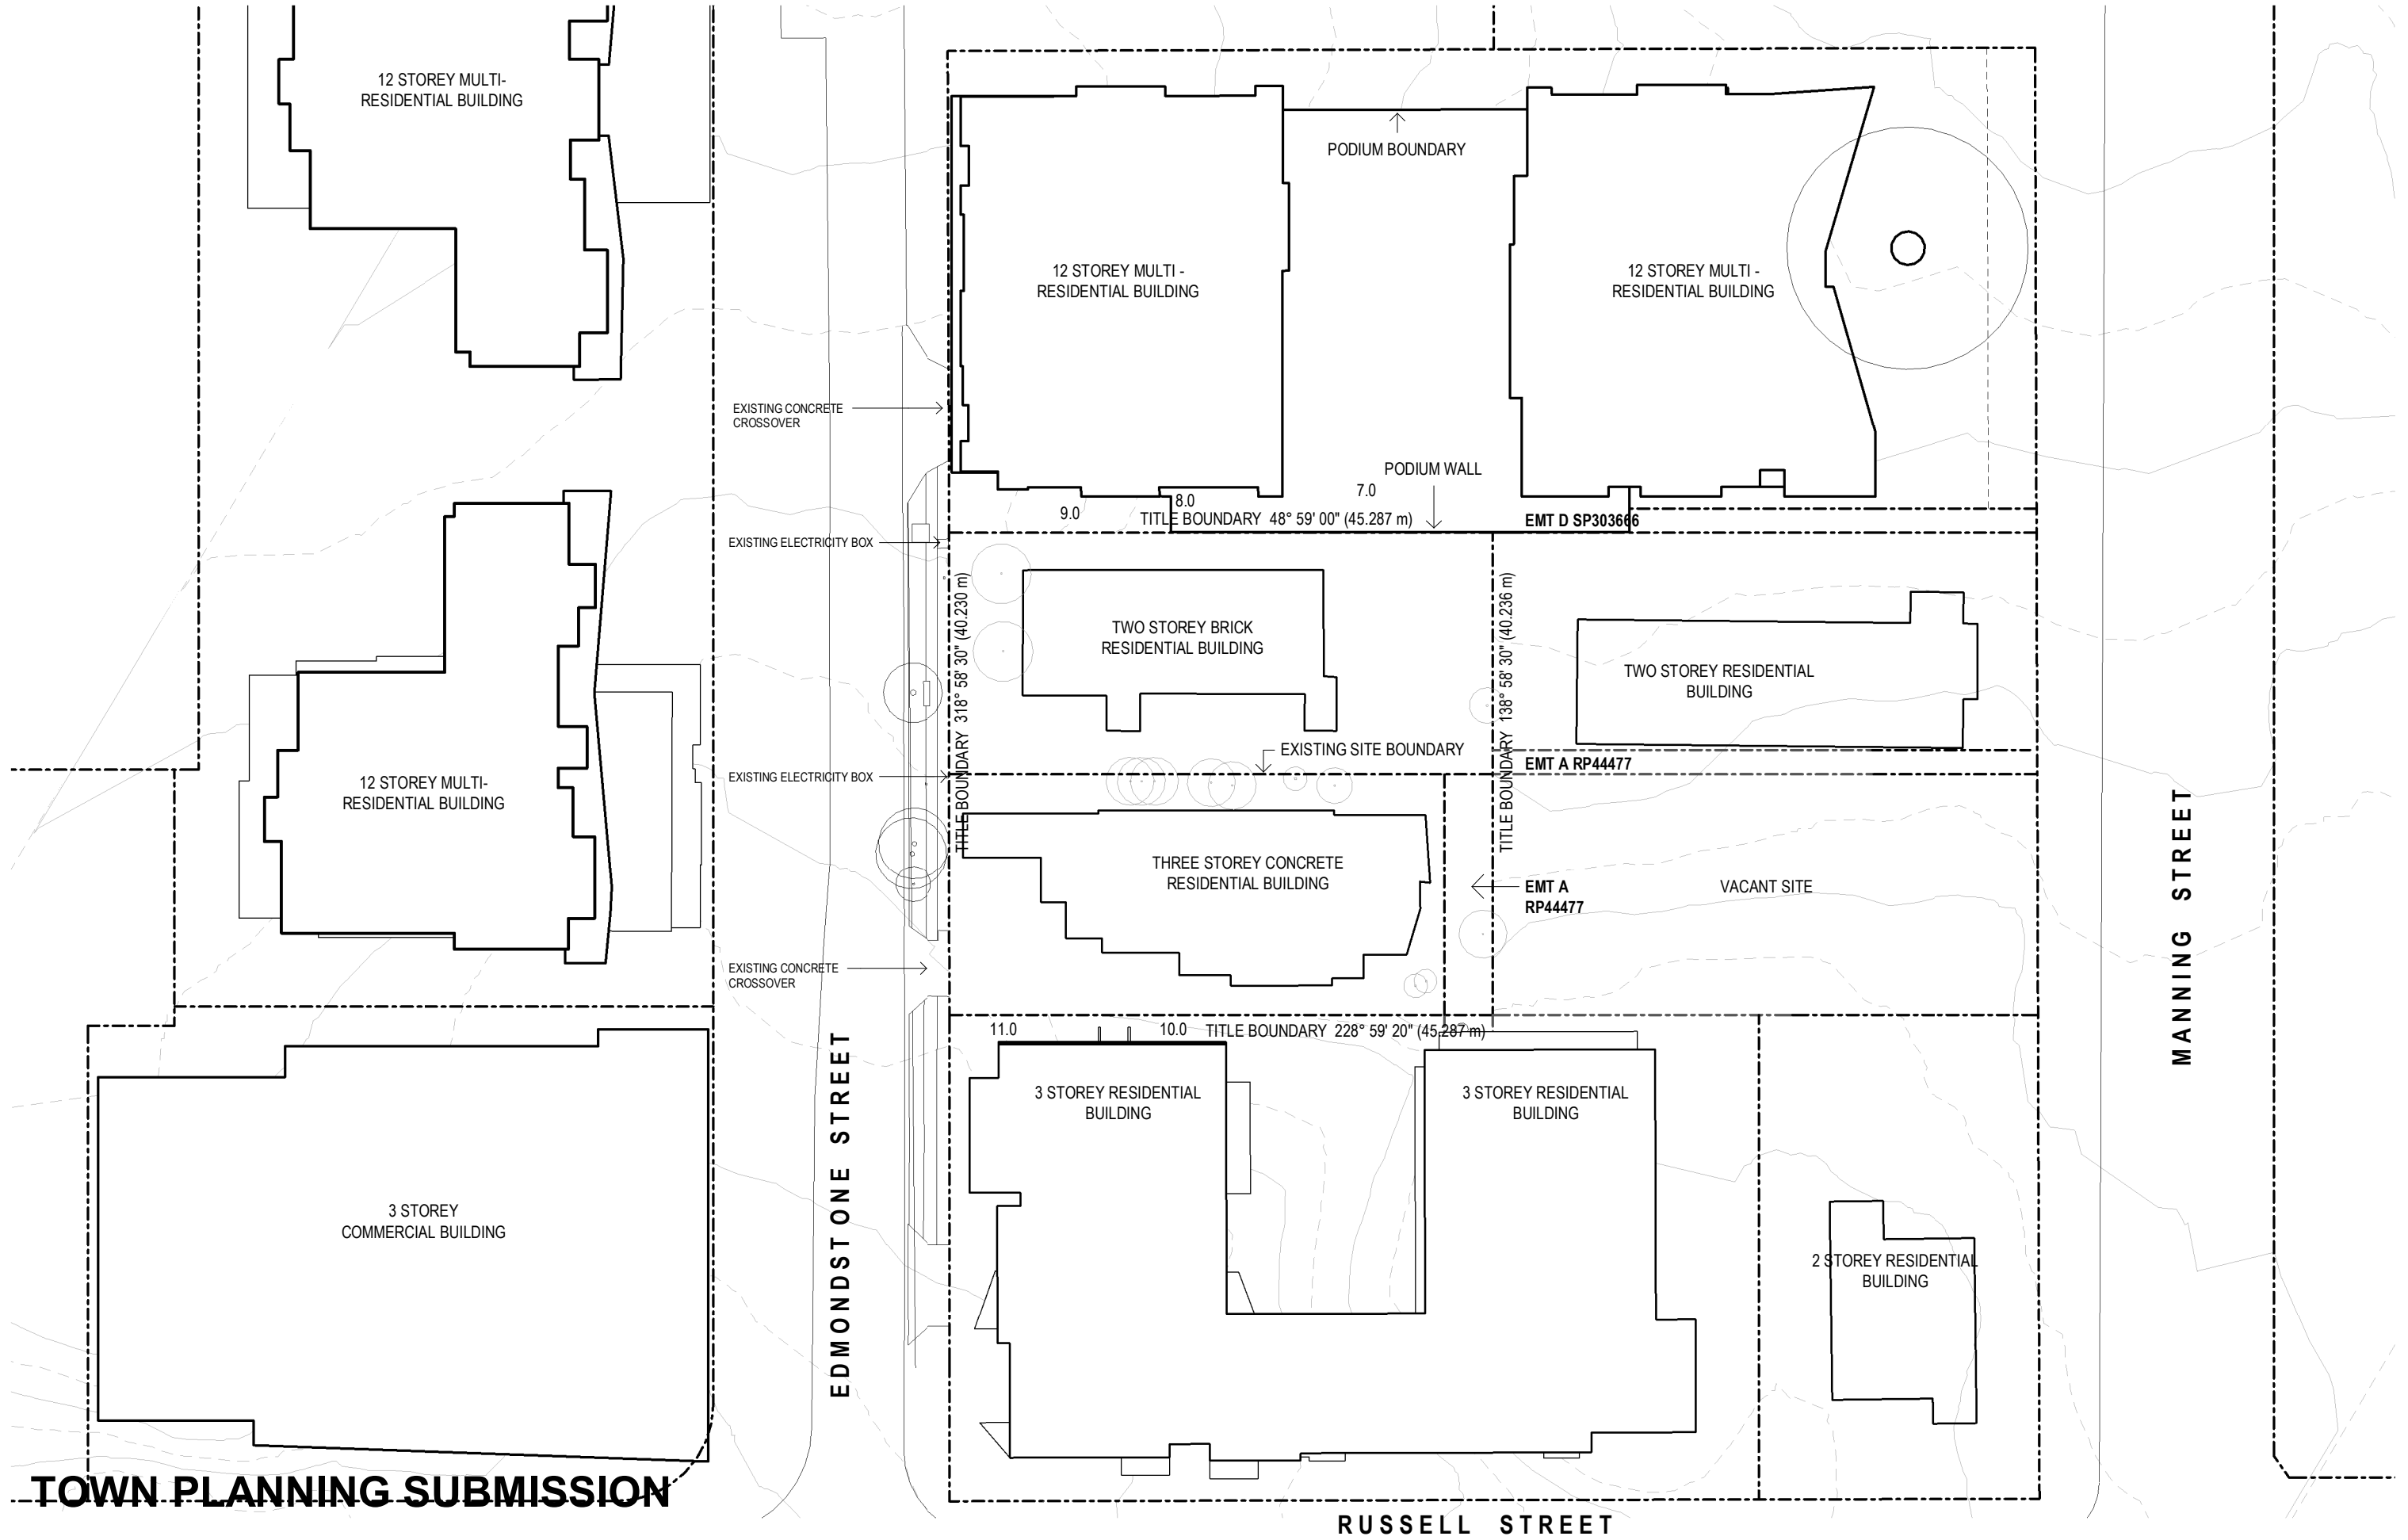 12 STOREY MULTI-
RESIDENTIAL BUILDING
PODIUM BOUNDARY
12 STOREY MULTI -
RESIDENTIAL BUILDING
12 STOREY MULTI -
RESIDENTIAL BUILDING
EXISTING CONCRETE
CROSSOVER
PODIUM WALL
7.0
8.0
9.0
TITLE BOUNDARY 48° 59' 00" (45.287 m)
EMT D SP303666
EXISTING ELECTRICITY BOX
TITLE BOUNDARY 318° 58' 30" (40.230 m)
TITLE BOUNDARY 138° 58' 30" (40.236 m)
TWO STOREY BRICK
RESIDENTIAL BUILDING
TWO STOREY RESIDENTIAL
BUILDING
EXISTING SITE BOUNDARY
EMT A RP44477
EXISTING ELECTRICITY BOX
12 STOREY MULTI-
RESIDENTIAL BUILDING
THREE STOREY CONCRETE
RESIDENTIAL BUILDING
EMT A
RP44477
VACANT SITE
MANNING STREET
EXISTING CONCRETE
CROSSOVER
11.0
10.0
TITLE BOUNDARY 228° 59' 20" (45.287 m)
EDMONDSTONE STREET
3 STOREY RESIDENTIAL
BUILDING
3 STOREY RESIDENTIAL
BUILDING
3 STOREY
COMMERCIAL BUILDING
2 STOREY RESIDENTIAL
BUILDING
TOWN PLANNING SUBMISSION
RUSSELL STREET